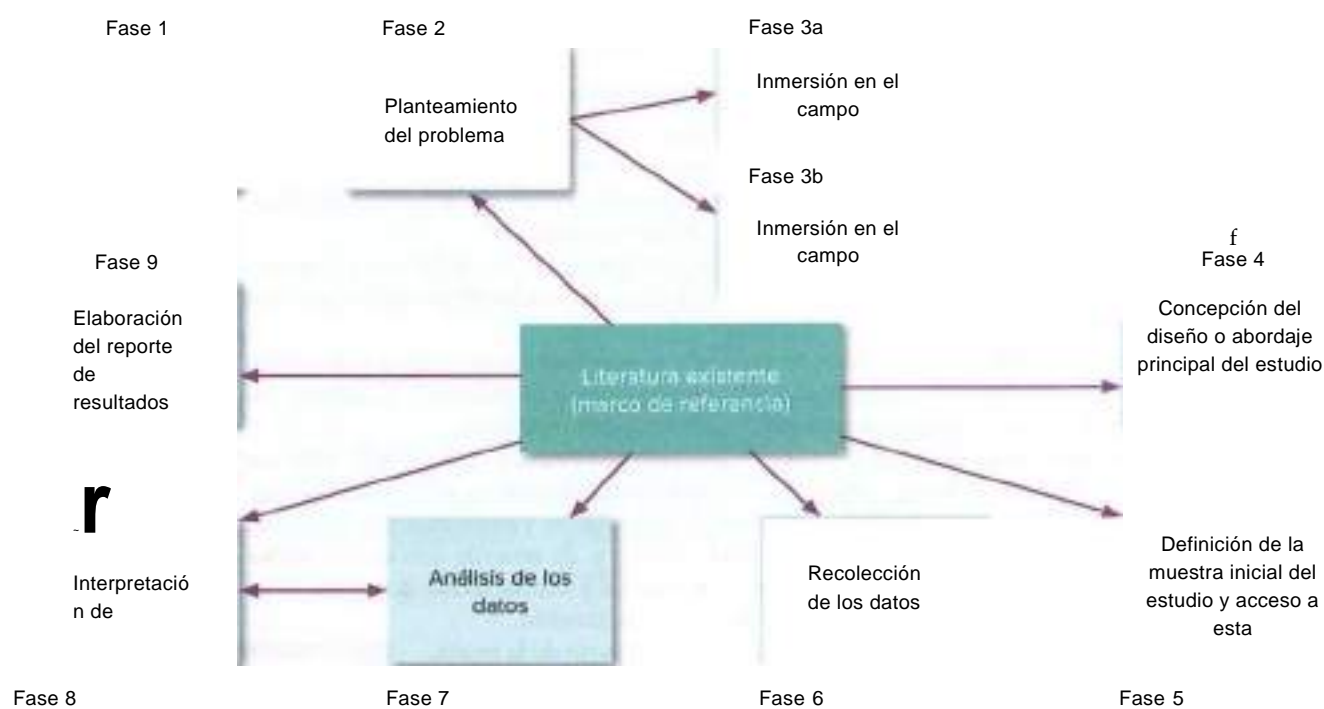 Fase 1
Fase 2
Fase 3a
Planteamiento
del problema
Inmersión en el
campo
Fase 3b
Inmersión en el
campo
f
Fase 4
Concepción del
diseño o abordaje
principal del estudio
Fase 9
Elaboración
del reporte
de
resultados
Literatura existente
(marco de referencia)
r
Interpretació
n de
Análisis de los
datos
Recolección
de los datos
Definición de la
muestra inicial del
estudio y acceso a
esta
Fase 8
Fase 7
Fase 6
Fase 5